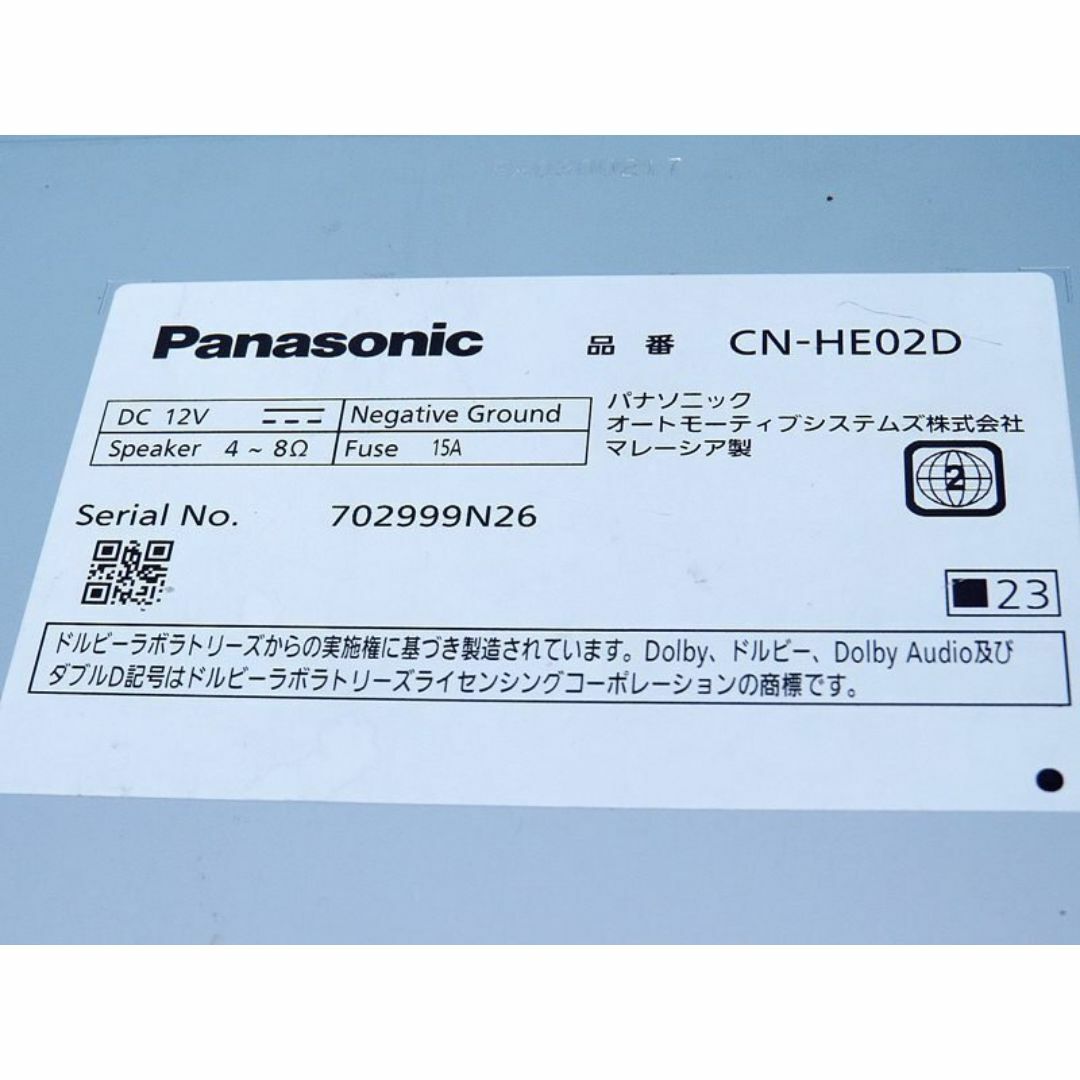 Panasonic 品番 CN-HE02D
DC 12V Negative Ground
Speaker 4 ~ 8Ω Fuse 15A
パナソニック
オートモーティブシステムズ株式会社
マレーシア製
2
Serial No. 702999N26
■23
ドルビーラボラトリーズからの実施権に基づき製造されています。Dolby、ドルビー、Dolby Audio及び
ダブルD記号はドルビーラボラトリーズライセンシングコーポレーションの商標です。